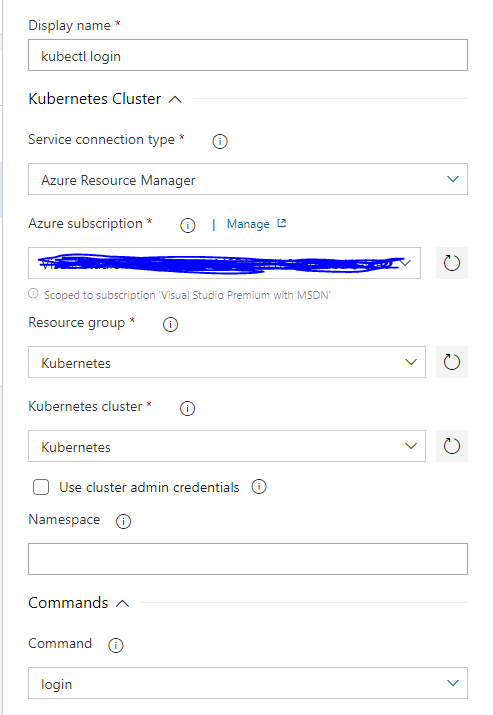 Display name *
kubectl login
Kubernetes Cluster
Service connection type *
Azure Resource Manager
Azure subscription * | Manage
Scoped to subscription 'Visual Studio Premium with MSDN'
Resource group *
Kubernetes
Kubernetes cluster *
Kubernetes
Use cluster admin credentials
Namespace
Commands
Command
login